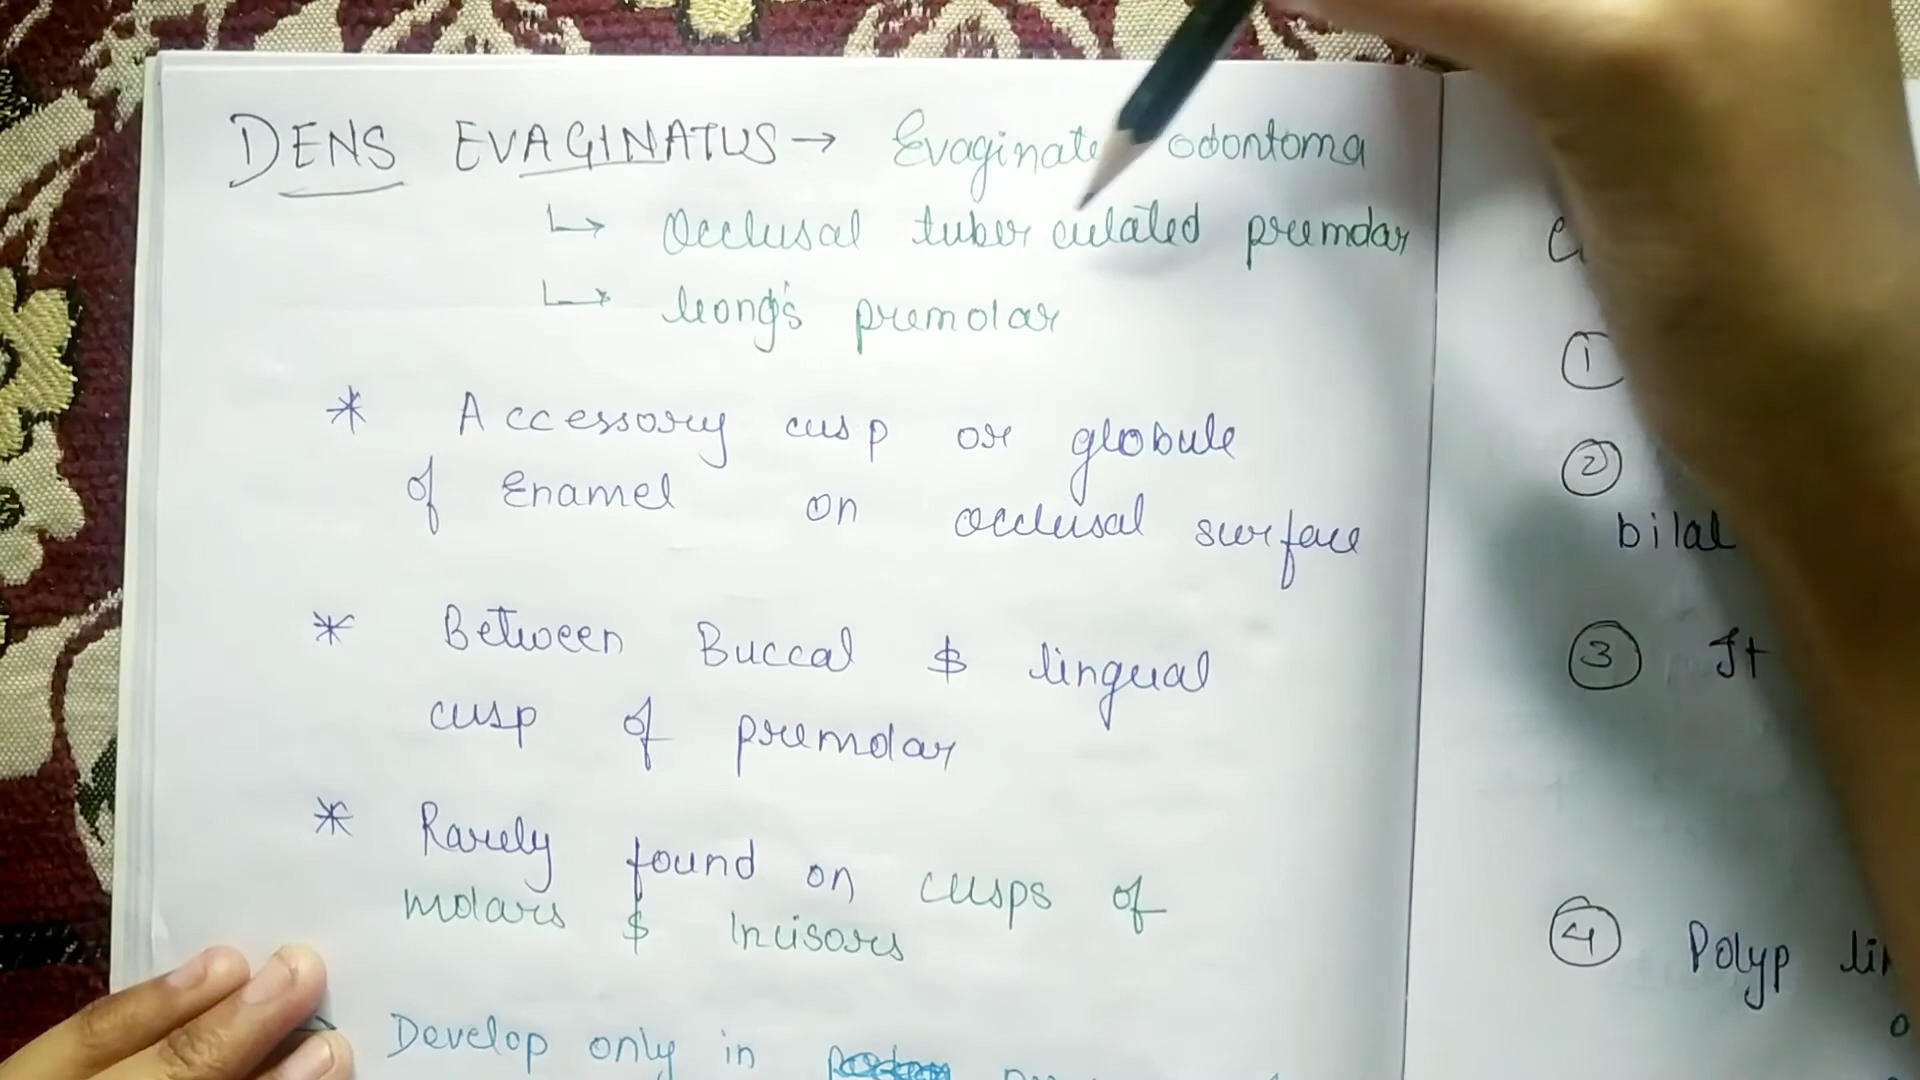 DENS EVAGINATUS → Evaginate odontoma
↳ Occlusal tuberculated premolar
↳ leong's premolar
* Accessory cusp or globule
of Enamel on occlusal surface
* Between Buccal $ lingual
cusp of premolar
* Rarely found on cusps of
molars $ Incisors
Develop only in
①
②
bilat
③ It
④ Polyp